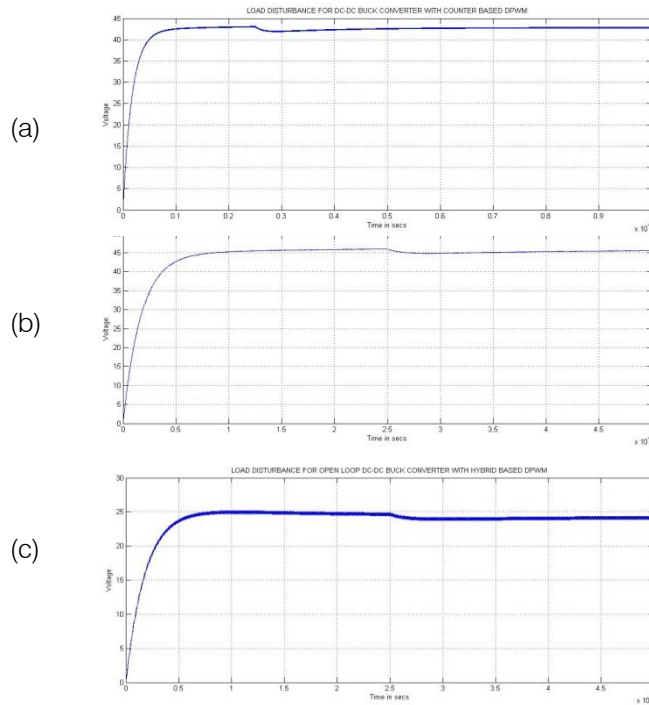 (a)
LOAD DISTURBANCE FOR DC-DC BUCK CONVERTER WITH COUNTER BASED DPWM
Voltage
45
40
35
30
25
20
15
10
5
0
0 0.1 0.2 0.3 0.4 0.5 0.6 0.7 0.8 0.9
Time in secs
x 10
(b)
Voltage
45
40
35
30
25
20
15
10
5
0
0 0.5 1 1.5 2 2.5 3 3.5 4 4.5
Time in secs
x 10
(c)
LOAD DISTURBANCE FOR OPEN LOOP DC-DC BUCK CONVERTER WITH HYBRID BASED DPWM
Voltage
30
25
20
15
10
5
0
0 0.5 1 1.5 2 2.5 3 3.5 4 4.5
Time in secs
x 10